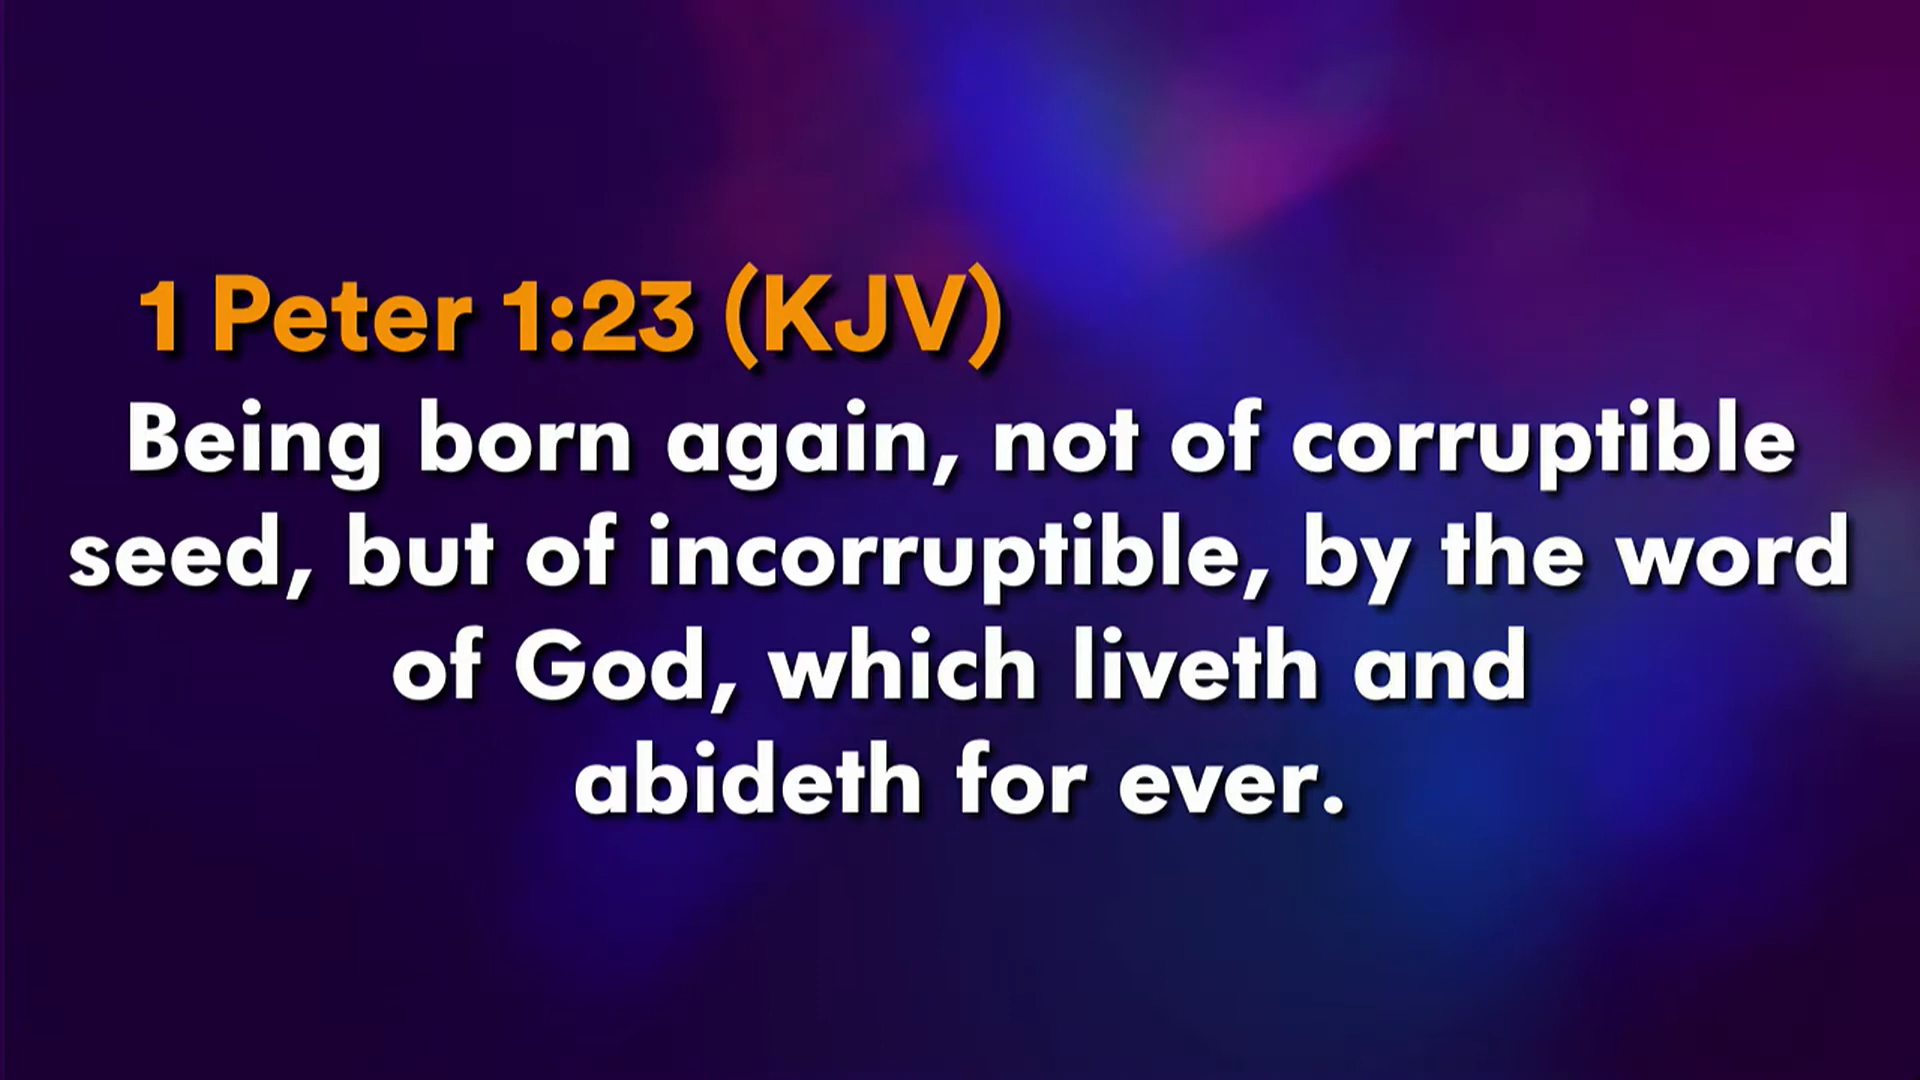 1 Peter 1:23 (KJV)
Being born again, not of corruptible
seed, but of incorruptible, by the word
of God, which liveth and
abideth for ever.